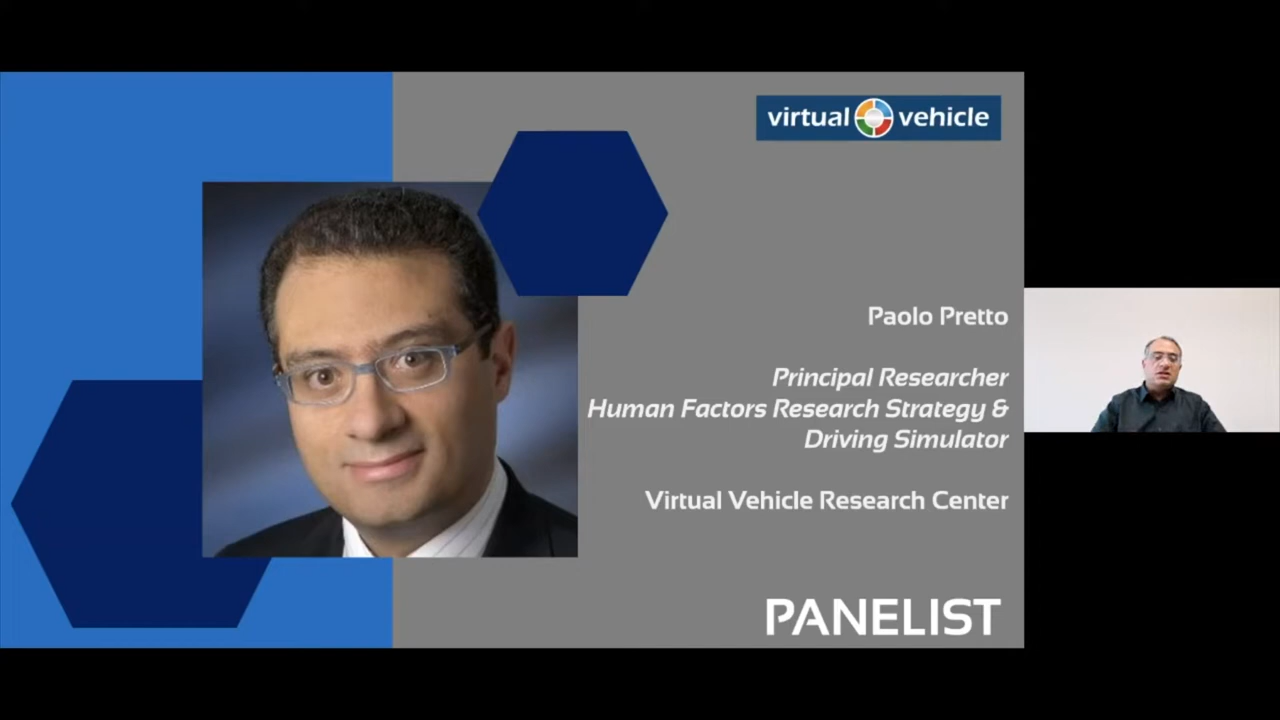 virtual vehicle
Paolo Pretto
Principal Researcher
Human Factors Research Strategy &
Driving Simulator
Virtual Vehicle Research Center
PANELIST